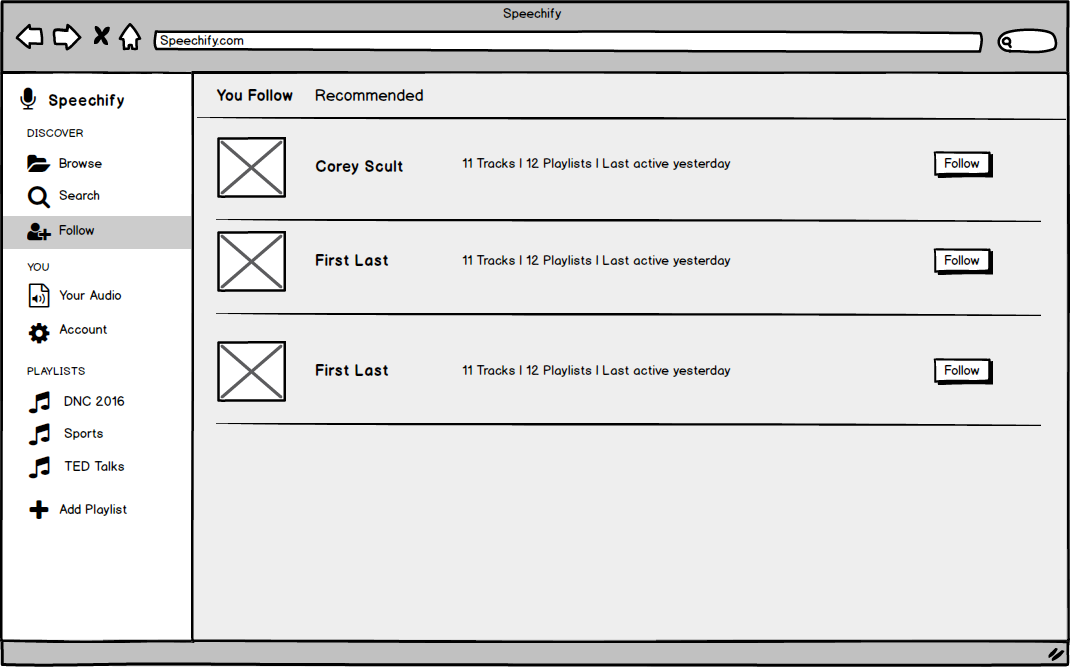 Speechify
Speechify.com
Speechify
DISCOVER
Browse
Search
Follow
YOU
Your Audio
Account
PLAYLISTS
DNC 2016
Sports
TED Talks
Add Playlist
You Follow Recommended
Corey Scult 11 Tracks | 12 Playlists | Last active yesterday Follow
First Last 11 Tracks | 12 Playlists | Last active yesterday Follow
First Last 11 Tracks | 12 Playlists | Last active yesterday Follow